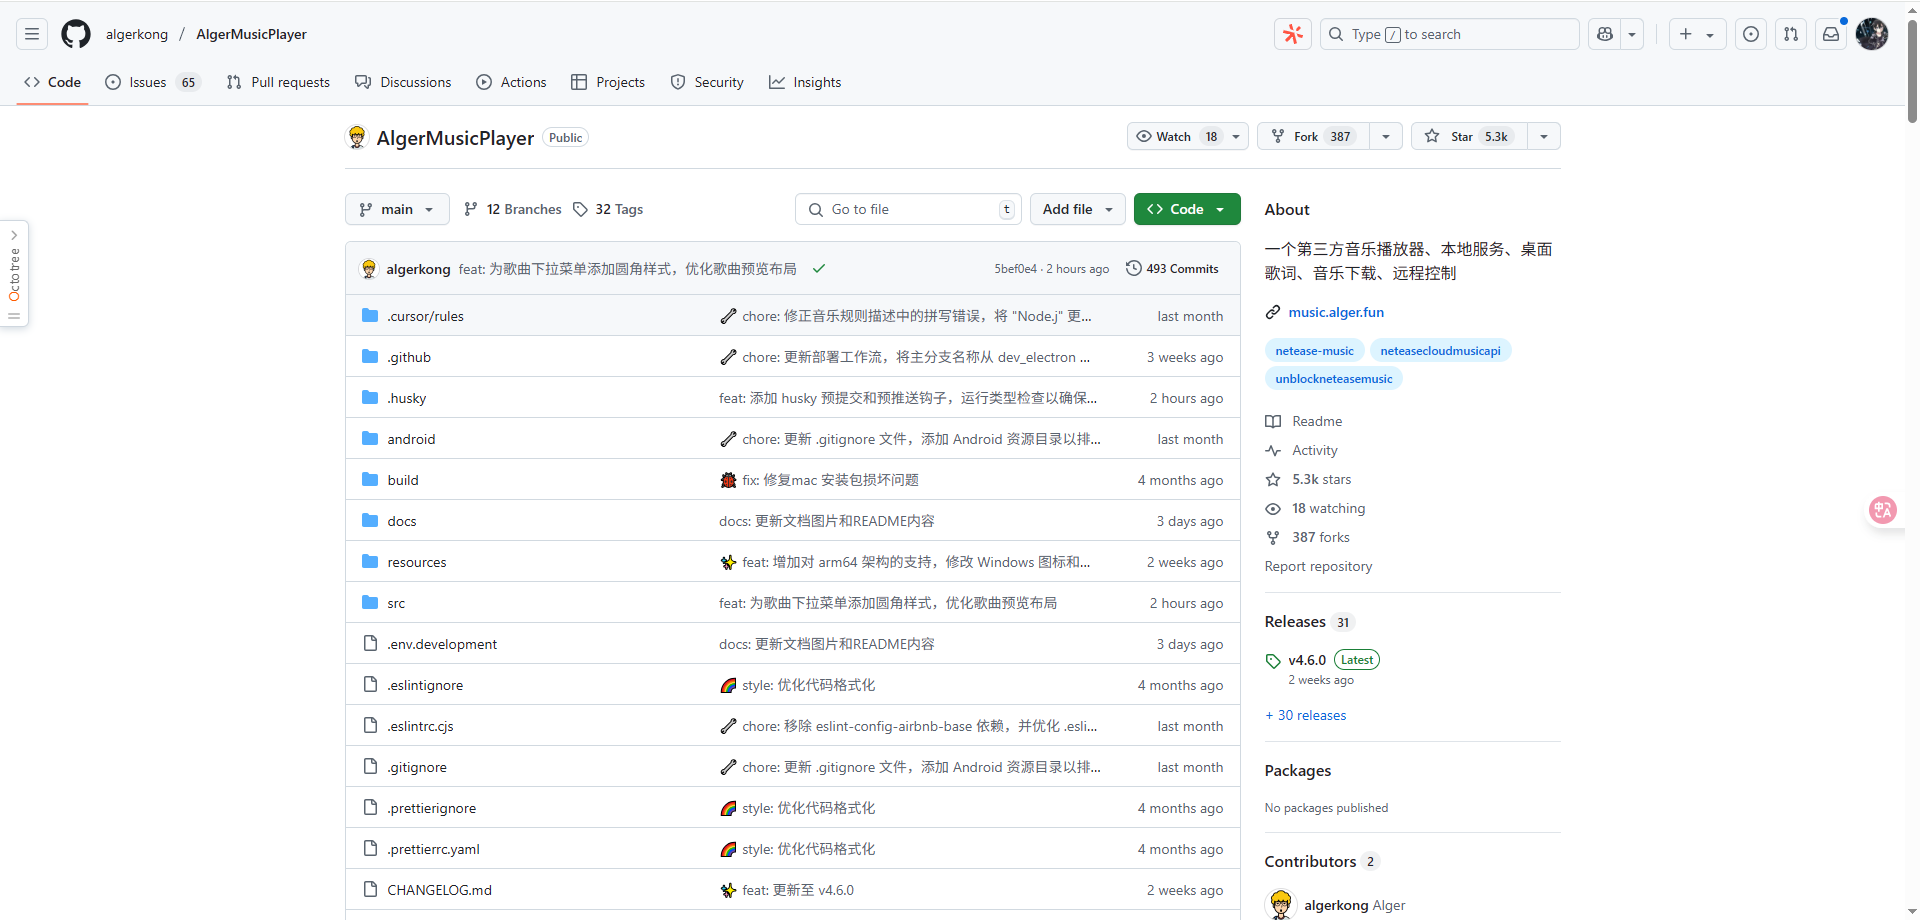 algerkong / AlgerMusicPlayer
Type / to search
Code
Issues 65
Pull requests
Discussions
Actions
Projects
Security
Insights
AlgerMusicPlayer Public
Watch 18
Fork 387
Star 5.3k
main
12 Branches
32 Tags
Go to file t
Add file
Code
algerkong feat: 为歌曲下拉菜单添加圆角样式，优化歌曲预览布局
5bef0e4 · 2 hours ago
493 Commits
.cursor/rules chore: 修正音乐规则描述中的拼写错误，将 "Node.j" 更... last month
.github chore: 更新部署工作流，将主分支名称从 dev_electron ... 3 weeks ago
.husky feat: 添加 husky 预提交和预推送钩子，运行类型检查以确保... 2 hours ago
android chore: 更新 .gitignore 文件，添加 Android 资源目录以排... last month
build fix: 修复mac 安装包损坏问题 4 months ago
docs docs: 更新文档图片和README内容 3 days ago
resources feat: 增加对 arm64 架构的支持，修改 Windows 图标和... 2 weeks ago
src feat: 为歌曲下拉菜单添加圆角样式，优化歌曲预览布局 2 hours ago
.env.development docs: 更新文档图片和README内容 3 days ago
.eslintignore style: 优化代码格式化 4 months ago
.eslintrc.cjs chore: 移除 eslint-config-airbnb-base 依赖，并优化 .esli... last month
.gitignore chore: 更新 .gitignore 文件，添加 Android 资源目录以排... last month
.prettierignore style: 优化代码格式化 4 months ago
.prettierrc.yaml style: 优化代码格式化 4 months ago
CHANGELOG.md feat: 更新至 v4.6.0 2 weeks ago
About
一个第三方音乐播放器、本地服务、桌面
歌词、音乐下载、远程控制
music.alger.fun
netease-music
neteasecloudmusicapi
unblockneteasemusic
Readme
Activity
5.3k stars
18 watching
387 forks
Report repository
Releases 31
v4.6.0 Latest
2 weeks ago
+ 30 releases
Packages
No packages published
Contributors 2
algerkong Alger
Octotree
中A